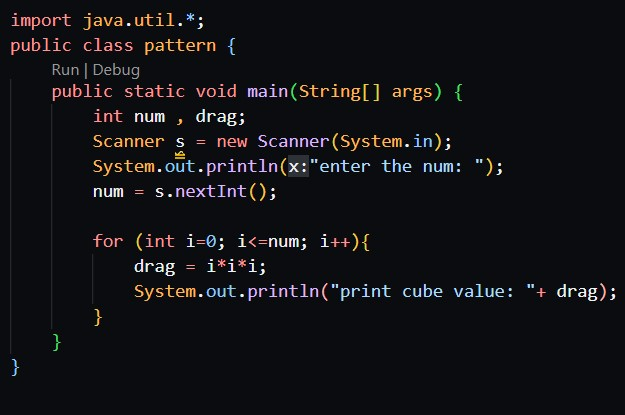 import java.util.*;
public class pattern {
Run | Debug
public static void main(String[] args) {
int num , drag;
Scanner s = new Scanner(System.in);
System.out.println(x:"enter the num: ");
num = s.nextInt();
for (int i=0; i<=num; i++){
drag = i*i*i;
System.out.println("print cube value: "+ drag);
}
}
}